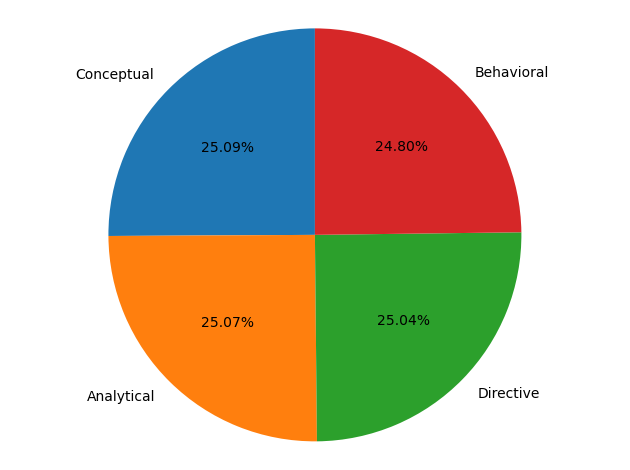 Conceptual
Behavioral
25.09%
24.80%
25.07%
25.04%
Analytical
Directive